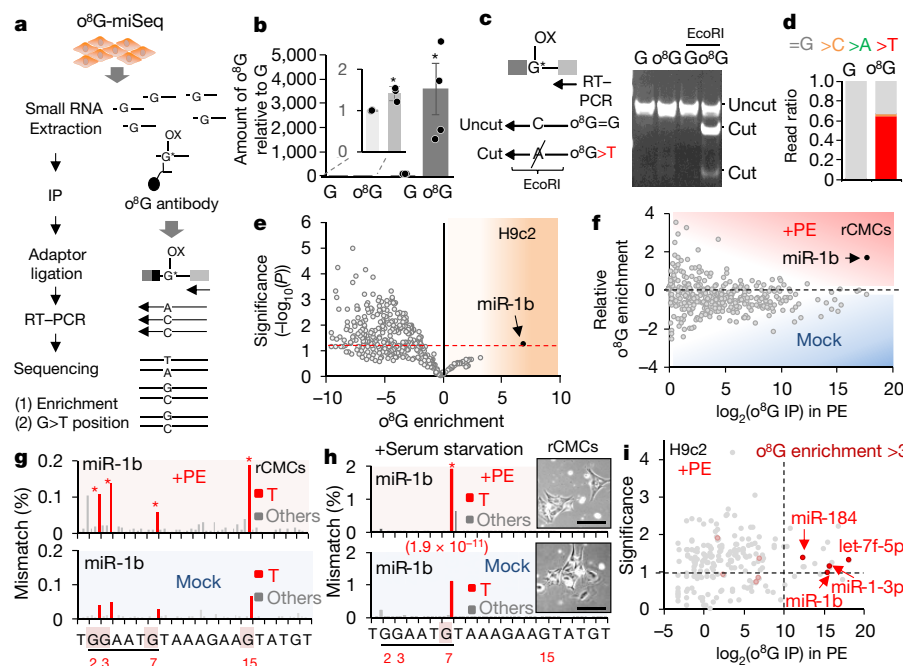 a
o⁸G-miSeq
Small RNA
Extraction
G
G
G
G
G
OX
G*
IP
o⁸G antibody
Adaptor
ligation
OX
G*
RT–PCR
A
C
C
Sequencing
T
A
G
C
G
C
(1) Enrichment
(2) G>T position
b
Amount of o⁸G
relative to G
5,000
4,000
3,000
2,000
1,000
0
2
1
0
*
*
G
o⁸G
G
o⁸G
c
OX
G*
RT–
PCR
Uncut
C
o⁸G=G
Cut
A
o⁸G>T
EcoRI
EcoRI
G o⁸G G o⁸G
Uncut
Cut
Cut
d
=G >C >A >T
G o⁸G
Read ratio
1.0
0.8
0.6
0.4
0.2
0
e
H9c2
Significance
(–log₁₀(P))
6
5
4
3
2
1
0
miR-1b
–10
–5
0
5
10
o⁸G enrichment
f
+PE
rCMCs
miR-1b
Relative
o⁸G enrichment
4
2
0
–2
–4
Mock
0
5
10
15
20
log₂(o⁸G IP) in PE
g
miR-1b
+PE
rCMCs
T
Others
* * * *
Mismatch (%)
0.2
0.1
0
miR-1b
Mock
T
Others
0.2
0.1
0
TGGAATGTAAAGAAGTATGT
2 3 7 15
h
+Serum starvation
rCMCs
miR-1b
+PE
*
T
Others
Mismatch (%)
2
1
0
(1.9 × 10⁻¹¹)
miR-1b
Mock
T
Others
2
1
0
TGGAATGTAAAGAAGTATGT
2 3 7 15
i
H9c2
+PE
o⁸G enrichment >3
Significance
4
3
2
1
0
miR-184
let-7f-5p
miR-1-3p
miR-1b
–5
0
5
10
15
20
log₂(o⁸G IP) in PE